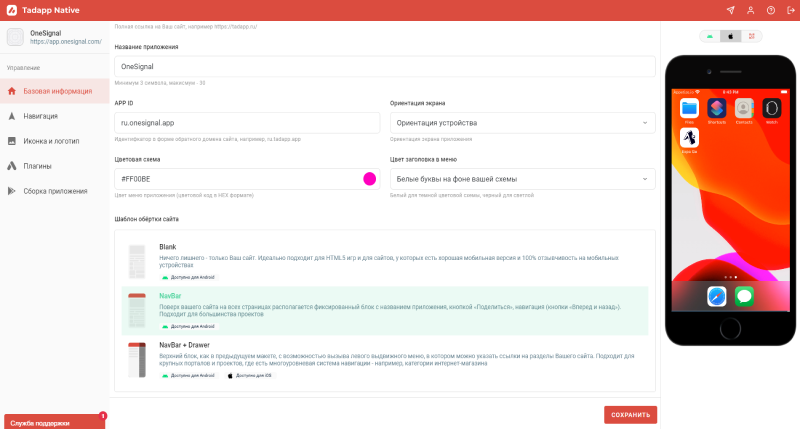 Tadapp Native
OneSignal
https://app.onesignal.com/
Управление
Базовая информация
Навигация
Иконка и логотип
Плагины
Сборка приложения
Служба поддержки
Полная ссылка на Ваш сайт, например https://tadapp.ru/
Название приложения
OneSignal
Минимум 3 символа, максимум - 30
APP ID
ru.onesignal.app
Идентификатор в форме обратного домена сайта, например, ru.tadapp.app
Ориентация экрана
Ориентация устройства
Ориентация экрана приложения
Цветовая схема
#FF00BE
Цвет меню приложения (цветовой код в HEX формате)
Цвет заголовка в меню
Белые буквы на фоне вашей схемы
Белый для темной цветовой схемы, черный для светлой
Шаблон обёртки сайта
Blank
Ничего лишнего - только Ваш сайт. Идеально подходит для HTML5 игр и для сайтов, у которых есть хорошая мобильная версия и 100% отзывчивость на мобильных
устройствах
Доступно для Android
NavBar
Поверх вашего сайта на всех страницах располагается фиксированный блок с названием приложения, кнопкой «Поделиться», навигация (кнопки «Вперед и назад»).
Подходит для большинства проектов
Доступно для Android
NavBar + Drawer
Верхний блок, как в предыдущем макете, с возможностью вызова левого выдвижного меню, в котором можно указать ссылки на разделы Вашего сайта. Подходит для
крупных порталов и проектов, где есть многоуровневая система навигации - например, категории интернет-магазина
Доступно для Android
Доступно для iOS
СОХРАНИТЬ
Files
Shortcuts
Contacts
Watch